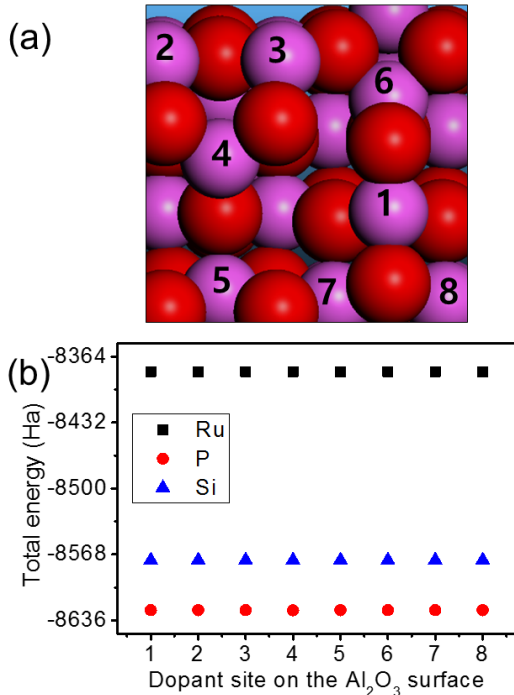 (a)
2 3
6
4
1
5 7 8
(b)
-8364
-8432
-8500
-8568
-8636
Total energy (Ha)
Ru
P
Si
1 2 3 4 5 6 7 8
Dopant site on the Al₂O₃ surface